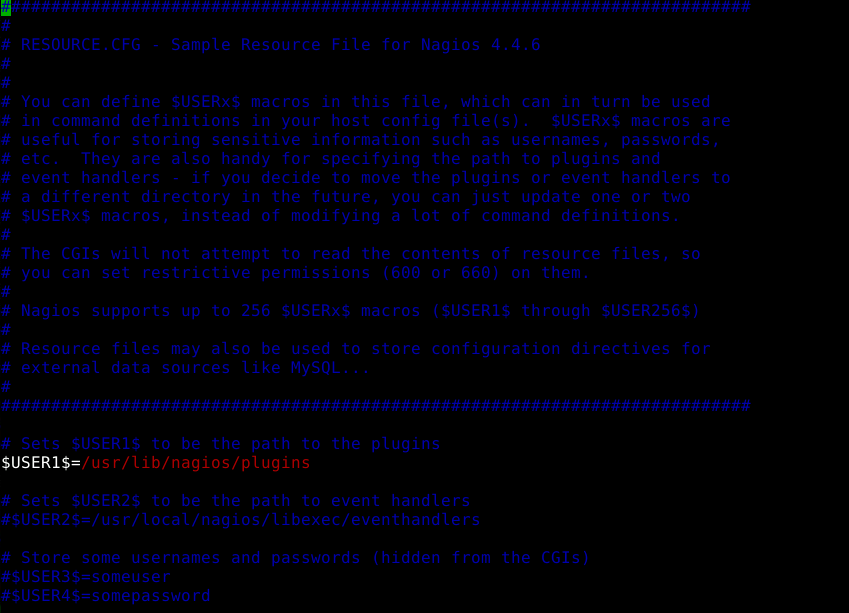 ###########################################################################
#
# RESOURCE.CFG - Sample Resource File for Nagios 4.4.6
#
#
# You can define $USERx$ macros in this file, which can in turn be used
# in command definitions in your host config file(s).  $USERx$ macros are
# useful for storing sensitive information such as usernames, passwords,
# etc.  They are also handy for specifying the path to plugins and
# event handlers - if you decide to move the plugins or event handlers to
# a different directory in the future, you can just update one or two
# $USERx$ macros, instead of modifying a lot of command definitions.
#
# The CGIs will not attempt to read the contents of resource files, so
# you can set restrictive permissions (600 or 660) on them.
#
# Nagios supports up to 256 $USERx$ macros ($USER1$ through $USER256$)
#
# Resource files may also be used to store configuration directives for
# external data sources like MySQL...
#
###########################################################################
# Sets $USER1$ to be the path to the plugins
$USER1$=/usr/lib/nagios/plugins
# Sets $USER2$ to be the path to event handlers
#$USER2$=/usr/local/nagios/libexec/eventhandlers
# Store some usernames and passwords (hidden from the CGIs)
#$USER3$=someuser
#$USER4$=somepassword